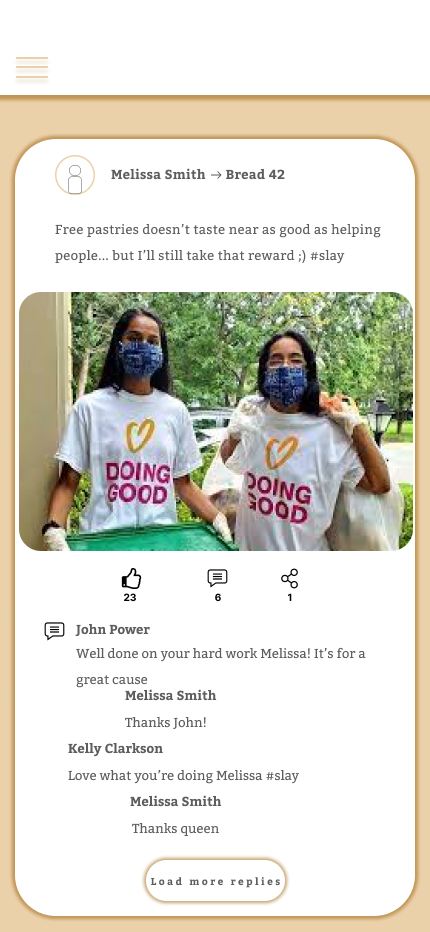 Melissa Smith → Bread 42
Free pastries doesn't taste near as good as helping
people... but I'll still take that reward ;) #slay
DOING
GOOD
DOING
GOOD
23
6
1
John Power
Well done on your hard work Melissa! It's for a
great cause
Melissa Smith
Thanks John!
Kelly Clarkson
Love what you're doing Melissa #slay
Melissa Smith
Thanks queen
Load more replies